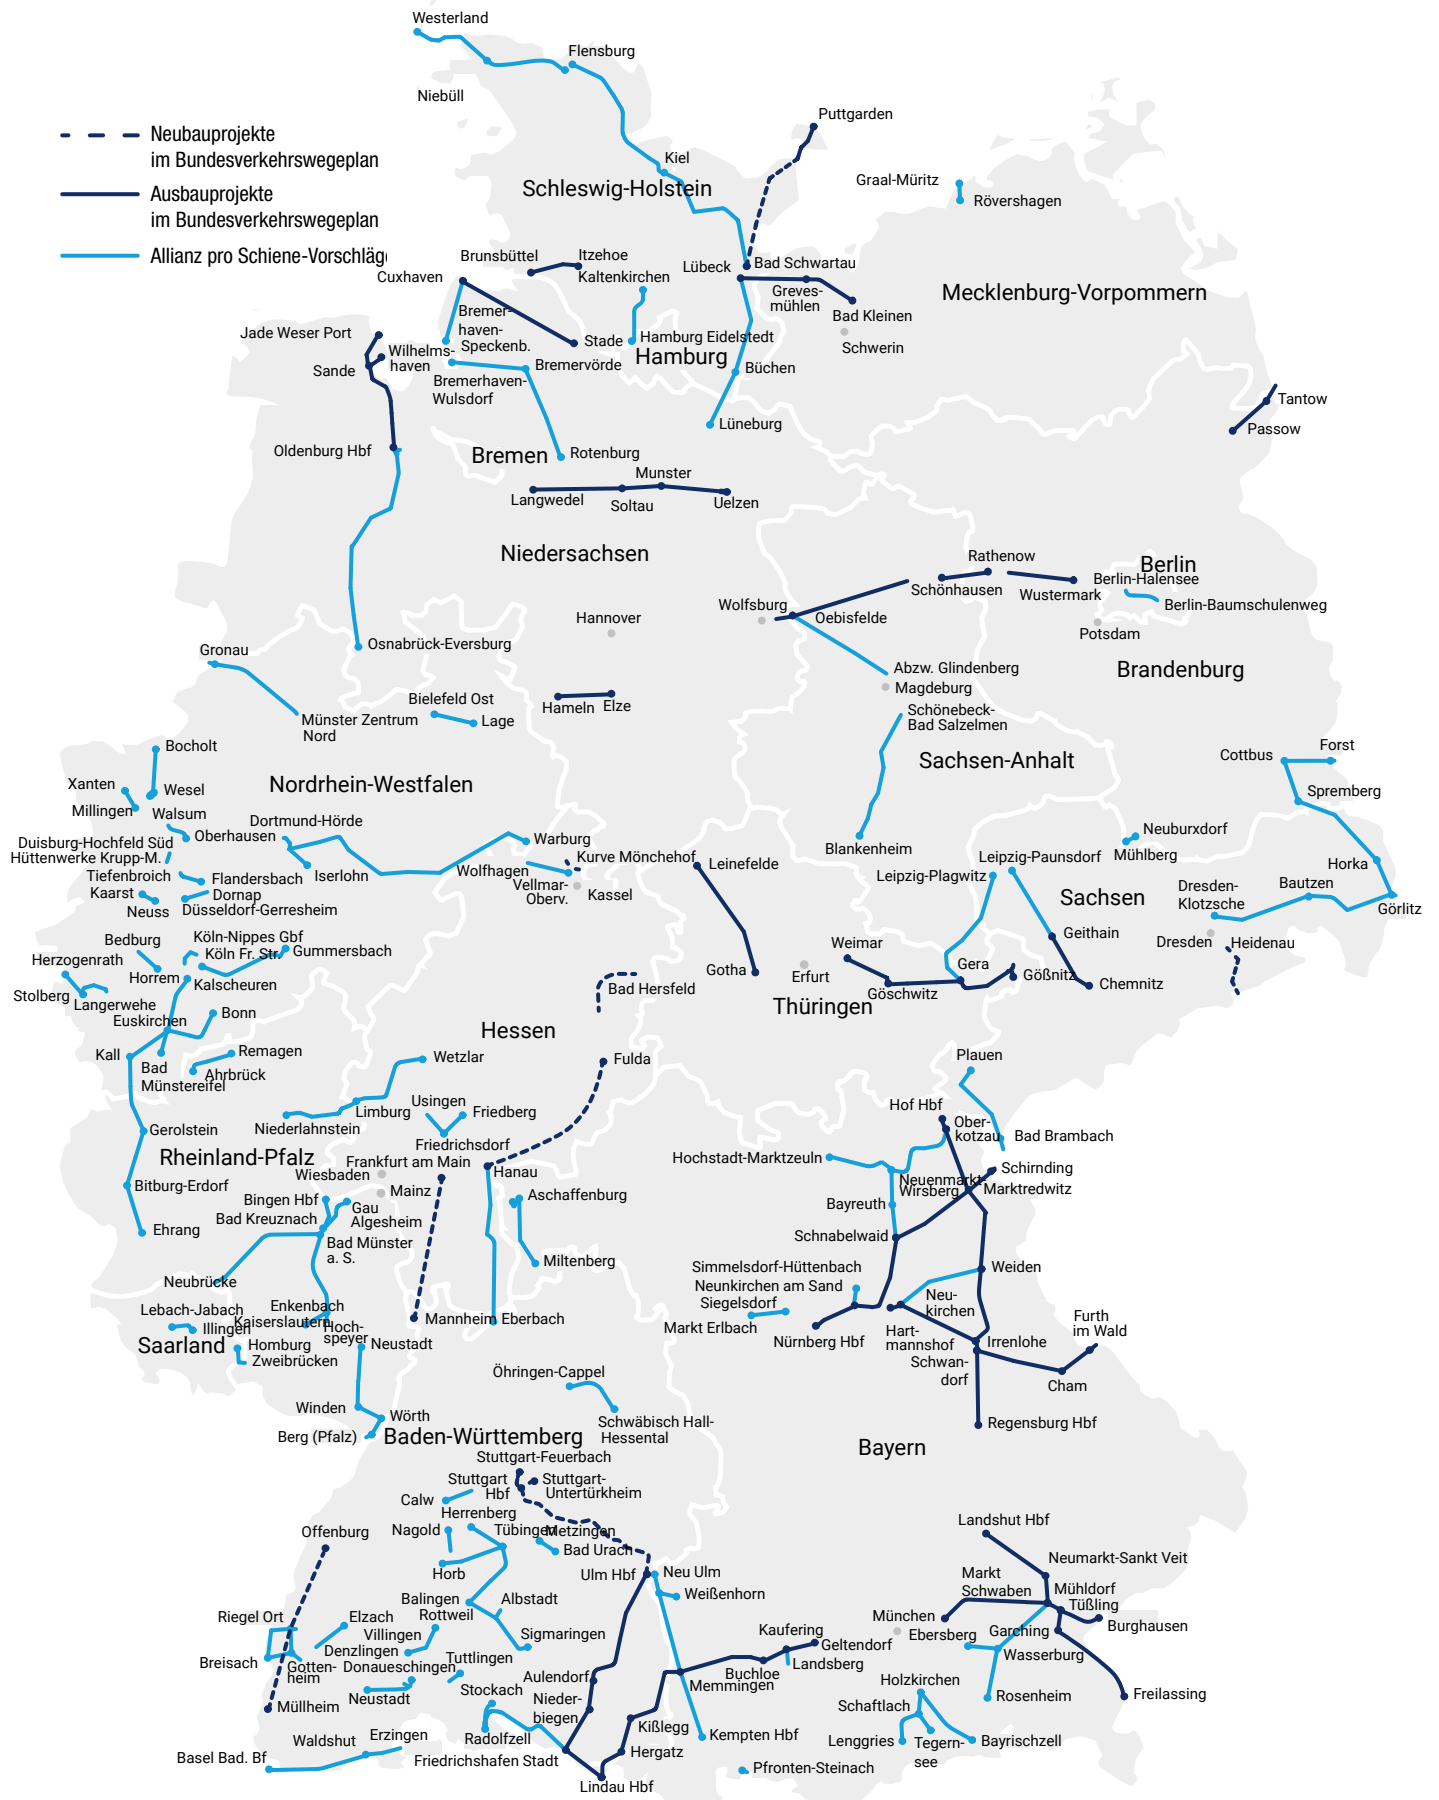 Westerland
Flensburg
Niebüll
Puttgarden
Neubauprojekte
im Bundesverkehrswegeplan
Ausbauprojekte
im Bundesverkehrswegeplan
Allianz pro Schiene-Vorschläge
Kiel
Schleswig-Holstein
Graal-Müritz
Rövershagen
Brunsbüttel
Itzehoe
Kaltenkirchen
Cuxhaven
Lübeck
Bad Schwartau
Greves-
mühlen
Bad Kleinen
Schwerin
Mecklenburg-Vorpommern
Bremer-
haven-
Speckenb.
Stade
Hamburg Eidelstedt
Hamburg
Jade Weser Port
Wilhelms-
haven
Sande
Bremervörde
Bremerhaven-
Wulsdorf
Büchen
Lüneburg
Tantow
Passow
Oldenburg Hbf
Bremen
Rotenburg
Munster
Langwedel
Soltau
Uelzen
Niedersachsen
Rathenow
Schönhausen
Wustermark
Berlin
Berlin-Halensee
Berlin-Baumschulenweg
Potsdam
Wolfsburg
Oebisfelde
Hannover
Osnabrück-Eversburg
Gronau
Abzw. Glindenberg
Magdeburg
Brandenburg
Hameln
Elze
Bielefeld Ost
Lage
Münster Zentrum
Nord
Schönebeck-
Bad Salzelmen
Sachsen-Anhalt
Cottbus
Forst
Spremberg
Bocholt
Xanten
Wesel
Millingen
Walsum
Nordrhein-Westfalen
Dortmund-Hörde
Oberhausen
Duisburg-Hochfeld Süd
Hüttenwerke Krupp-M.
Tiefenbroich
Flandersbach
Kaarst
Dornap
Neuss
Düsseldorf-Gerresheim
Iserlohn
Warburg
Wolfhagen
Kurve Mönchehof
Vellmar-
Oberv.
Kassel
Leinefelde
Blankenheim
Neuburxdorf
Mühlberg
Leipzig-Paunsdorf
Leipzig-Plagwitz
Sachsen
Horka
Bautzen
Dresden-
Klotzsche
Görlitz
Dresden
Heidenau
Geithain
Chemnitz
Weimar
Erfurt
Gera
Gößnitz
Göschwitz
Gotha
Thüringen
Bedburg
Köln-Nippes Gbf
Köln Fr. Str.
Gummersbach
Herzogenrath
Horrem
Kalscheuren
Stolberg
Langerwehe
Euskirchen
Bonn
Bad Hersfeld
Hessen
Kall
Bad
Münstereifel
Remagen
Ahrbrück
Wetzlar
Fulda
Plauen
Limburg
Usingen
Friedberg
Niederlahnstein
Friedrichsdorf
Gerolstein
Hof Hbf
Ober-
kotzau
Bad Brambach
Rheinland-Pfalz
Frankfurt am Main
Wiesbaden
Mainz
Hanau
Hochstadt-Marktzeuln
Schirnding
Neuenmarkt-
Wirsberg
Marktredwitz
Bitburg-Erdorf
Bingen Hbf
Gau
Algesheim
Bad Kreuznach
Aschaffenburg
Bayreuth
Ehrang
Bad Münster
a. S.
Schnabelwaid
Miltenberg
Neubrücke
Simmelsdorf-Hüttenbach
Neunkirchen am Sand
Siegelsdorf
Weiden
Neu-
kirchen
Lebach-Jabach
Illingen
Enkenbach
Kaiserslautern
Hoch-
speyer
Mannheim
Eberbach
Markt Erlbach
Nürnberg Hbf
Hart-
mannshof
Irrenlohe
Furth
im Wald
Saarland
Homburg
Zweibrücken
Neustadt
Schwan-
dorf
Cham
Öhringen-Cappel
Winden
Wörth
Berg (Pfalz)
Schwäbisch Hall-
Hessental
Regensburg Hbf
Baden-Württemberg
Bayern
Stuttgart-Feuerbach
Stuttgart
Hbf
Stuttgart-
Untertürkheim
Calw
Herrenberg
Nagold
Tübingen
Metzingen
Bad Urach
Horb
Offenburg
Landshut Hbf
Neumarkt-Sankt Veit
Ulm Hbf
Neu Ulm
Weißenhorn
Markt
Schwaben
Mühldorf
Tüßling
Balingen
Albstadt
Riegel Ort
Elzach
Rottweil
Villingen
Sigmaringen
Denzlingen
Breisach
Gotten-
heim
Donaueschingen
Tuttlingen
Kaufering
Geltendorf
München
Ebersberg
Garching
Burghausen
Wasserburg
Landsberg
Buchloe
Memmingen
Aulendorf
Nieder-
biegen
Stockach
Neustadt
Müllheim
Holzkirchen
Rosenheim
Freilassing
Schaftlach
Kißlegg
Kempten Hbf
Radolfzell
Waldshut
Erzingen
Basel Bad. Bf
Friedrichshafen Stadt
Hergatz
Lenggries
Tegern-
see
Bayrischzell
Lindau Hbf
Pfronten-Steinach